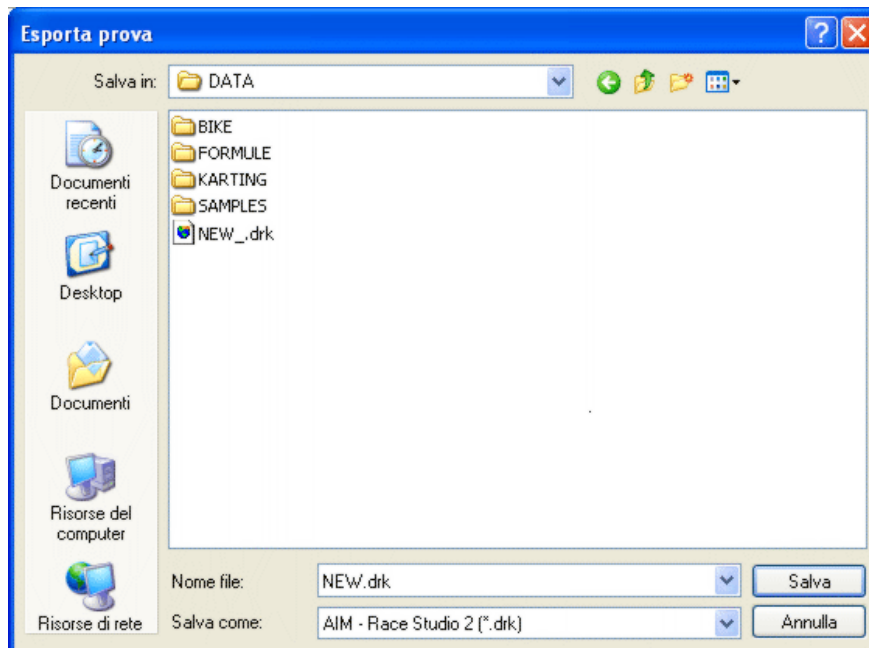 Esporta prova
Salva in:
DATA
Documenti
recenti
Desktop
Documenti
Risorse del
computer
Risorse di rete
BIKE
FORMULE
KARTING
SAMPLES
NEW_.drk
Nome file:
NEW.drk
Salva
Salva come:
AIM - Race Studio 2 (*.drk)
Annulla